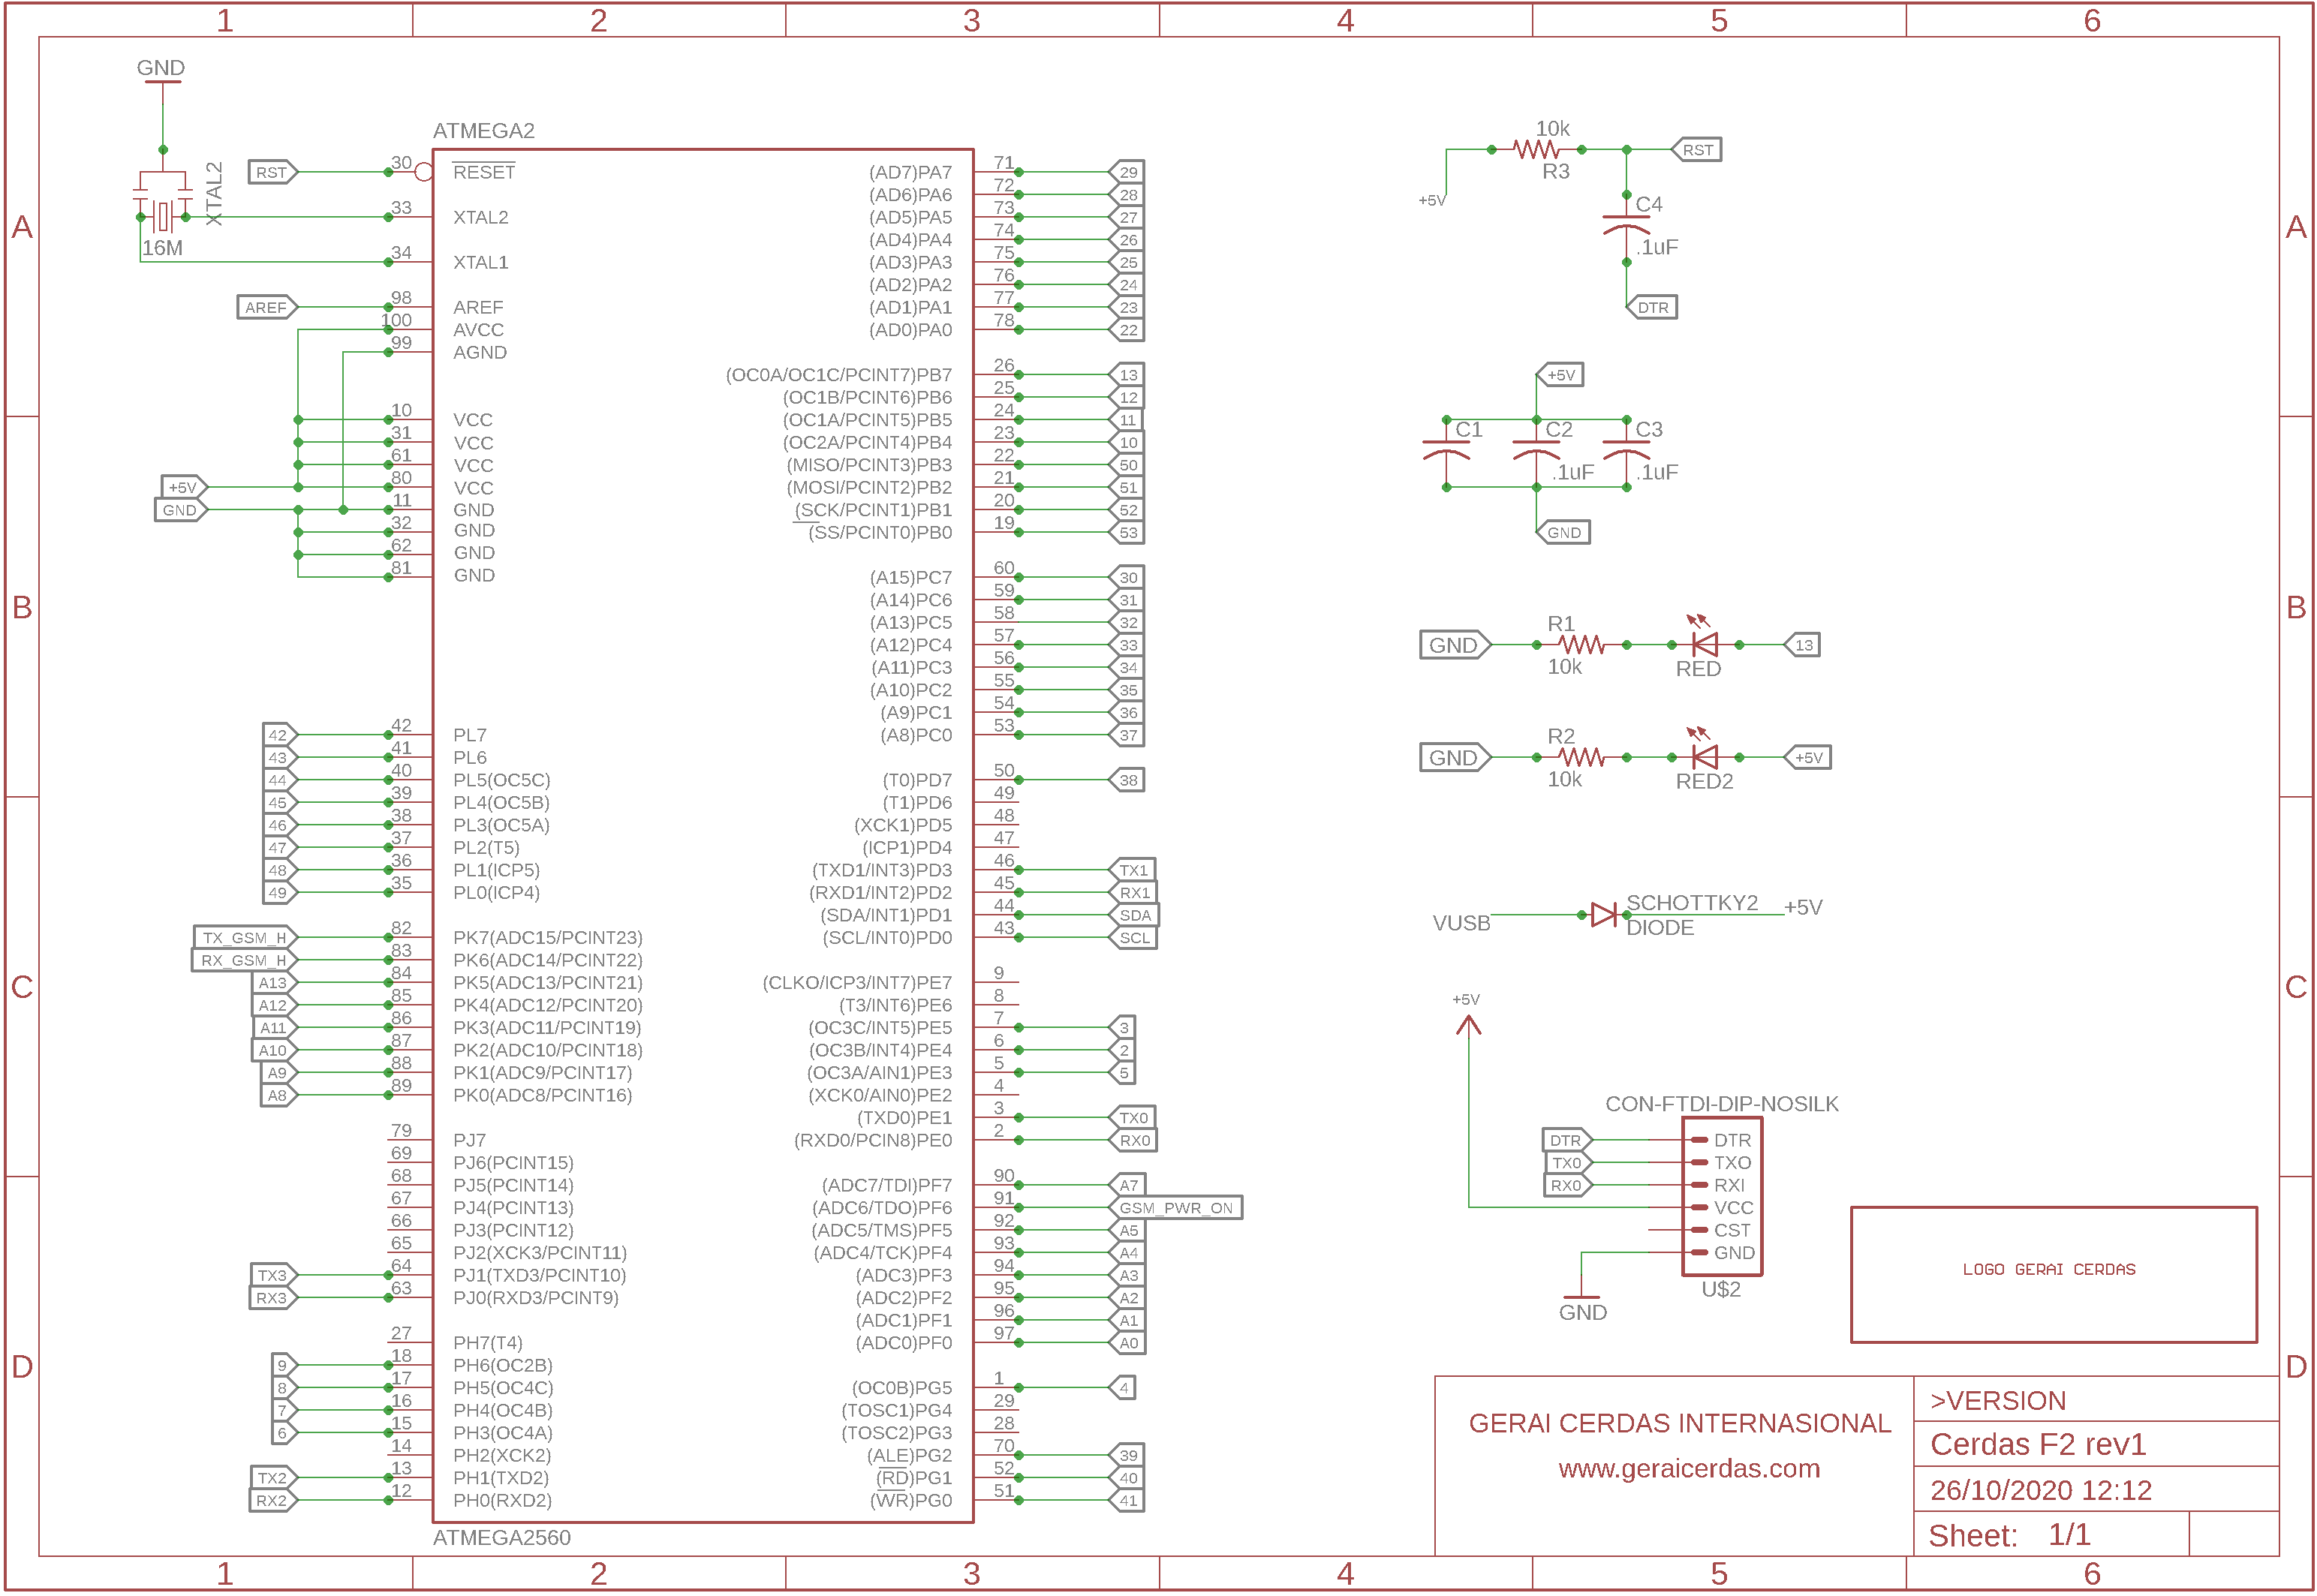 1 2 3 4 5 6
A A
B B
C C
D D
GND
XTAL2
16M
ATMEGA2
RST 30 RESET
33 XTAL2
34 XTAL1
AREF 98 AREF
100 AVCC
99 AGND
10 VCC
31 VCC
61 VCC
+5V 80 VCC
GND 11 GND
32 GND
62 GND
81 GND
42 42 PL7
43 41 PL6
44 40 PL5(OC5C)
45 39 PL4(OC5B)
46 38 PL3(OC5A)
47 37 PL2(T5)
48 36 PL1(ICP5)
49 35 PL0(ICP4)
TX_GSM_H 82 PK7(ADC15/PCINT23)
RX_GSM_H 83 PK6(ADC14/PCINT22)
A13 84 PK5(ADC13/PCINT21)
A12 85 PK4(ADC12/PCINT20)
A11 86 PK3(ADC11/PCINT19)
A10 87 PK2(ADC10/PCINT18)
A9 88 PK1(ADC9/PCINT17)
A8 89 PK0(ADC8/PCINT16)
79 PJ7
69 PJ6(PCINT15)
68 PJ5(PCINT14)
67 PJ4(PCINT13)
66 PJ3(PCINT12)
65 PJ2(XCK3/PCINT11)
TX3 64 PJ1(TXD3/PCINT10)
RX3 63 PJ0(RXD3/PCINT9)
27 PH7(T4)
9 18 PH6(OC2B)
8 17 PH5(OC4C)
7 16 PH4(OC4B)
6 15 PH3(OC4A)
14 PH2(XCK2)
TX2 13 PH1(TXD2)
RX2 12 PH0(RXD2)
ATMEGA2560
(AD7)PA7 71 29
(AD6)PA6 72 28
(AD5)PA5 73 27
(AD4)PA4 74 26
(AD3)PA3 75 25
(AD2)PA2 76 24
(AD1)PA1 77 23
(AD0)PA0 78 22
(OC0A/OC1C/PCINT7)PB7 26 13
(OC1B/PCINT6)PB6 25 12
(OC1A/PCINT5)PB5 24 11
(OC2A/PCINT4)PB4 23 10
(MISO/PCINT3)PB3 22 50
(MOSI/PCINT2)PB2 21 51
(SCK/PCINT1)PB1 20 52
(SS/PCINT0)PB0 19 53
(A15)PC7 60 30
(A14)PC6 59 31
(A13)PC5 58 32
(A12)PC4 57 33
(A11)PC3 56 34
(A10)PC2 55 35
(A9)PC1 54 36
(A8)PC0 53 37
(T0)PD7 50 38
(T1)PD6 49
(XCK1)PD5 48
(ICP1)PD4 47
(TXD1/INT3)PD3 46 TX1
(RXD1/INT2)PD2 45 RX1
(SDA/INT1)PD1 44 SDA
(SCL/INT0)PD0 43 SCL
(CLKO/ICP3/INT7)PE7 9
(T3/INT6)PE6 8
(OC3C/INT5)PE5 7 3
(OC3B/INT4)PE4 6 2
(OC3A/AIN1)PE3 5 5
(XCK0/AIN0)PE2 4
(TXD0)PE1 3 TX0
(RXD0/PCIN8)PE0 2 RX0
(ADC7/TDI)PF7 90 A7
(ADC6/TDO)PF6 91 GSM_PWR_ON
(ADC5/TMS)PF5 92 A5
(ADC4/TCK)PF4 93 A4
(ADC3)PF3 94 A3
(ADC2)PF2 95 A2
(ADC1)PF1 96 A1
(ADC0)PF0 97 A0
(OC0B)PG5 1 4
(TOSC1)PG4 29
(TOSC2)PG3 28
(ALE)PG2 70 39
(RD)PG1 52 40
(WR)PG0 51 41
10k
R3
RST
+5V
C4
.1uF
DTR
+5V
C1 C2 C3
.1uF .1uF
GND
GND R1 10k RED 13
GND R2 10k RED2 +5V
VUSB SCHOTTKY2 +5V
DIODE
+5V
CON-FTDI-DIP-NOSILK
DTR DTR
TX0 TXO
RX0 RXI
VCC
CST
GND
U$2
GND
LOGO GERAI CERDAS
GERAI CERDAS INTERNASIONAL
www.geraicerdas.com
>VERSION
Cerdas F2 rev1
26/10/2020 12:12
Sheet: 1/1
1 2 3 4 5 6